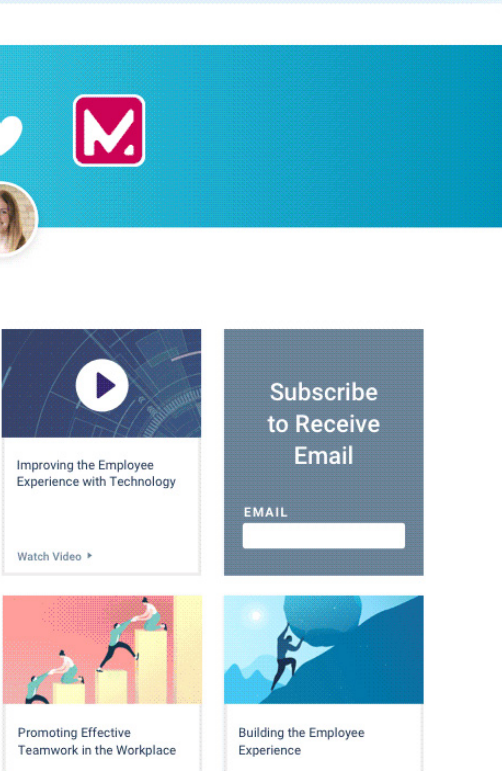 M.
Improving the Employee
Experience with Technology
Watch Video
Subscribe
to Receive
Email
EMAIL
Promoting Effective
Teamwork in the Workplace
Building the Employee
Experience